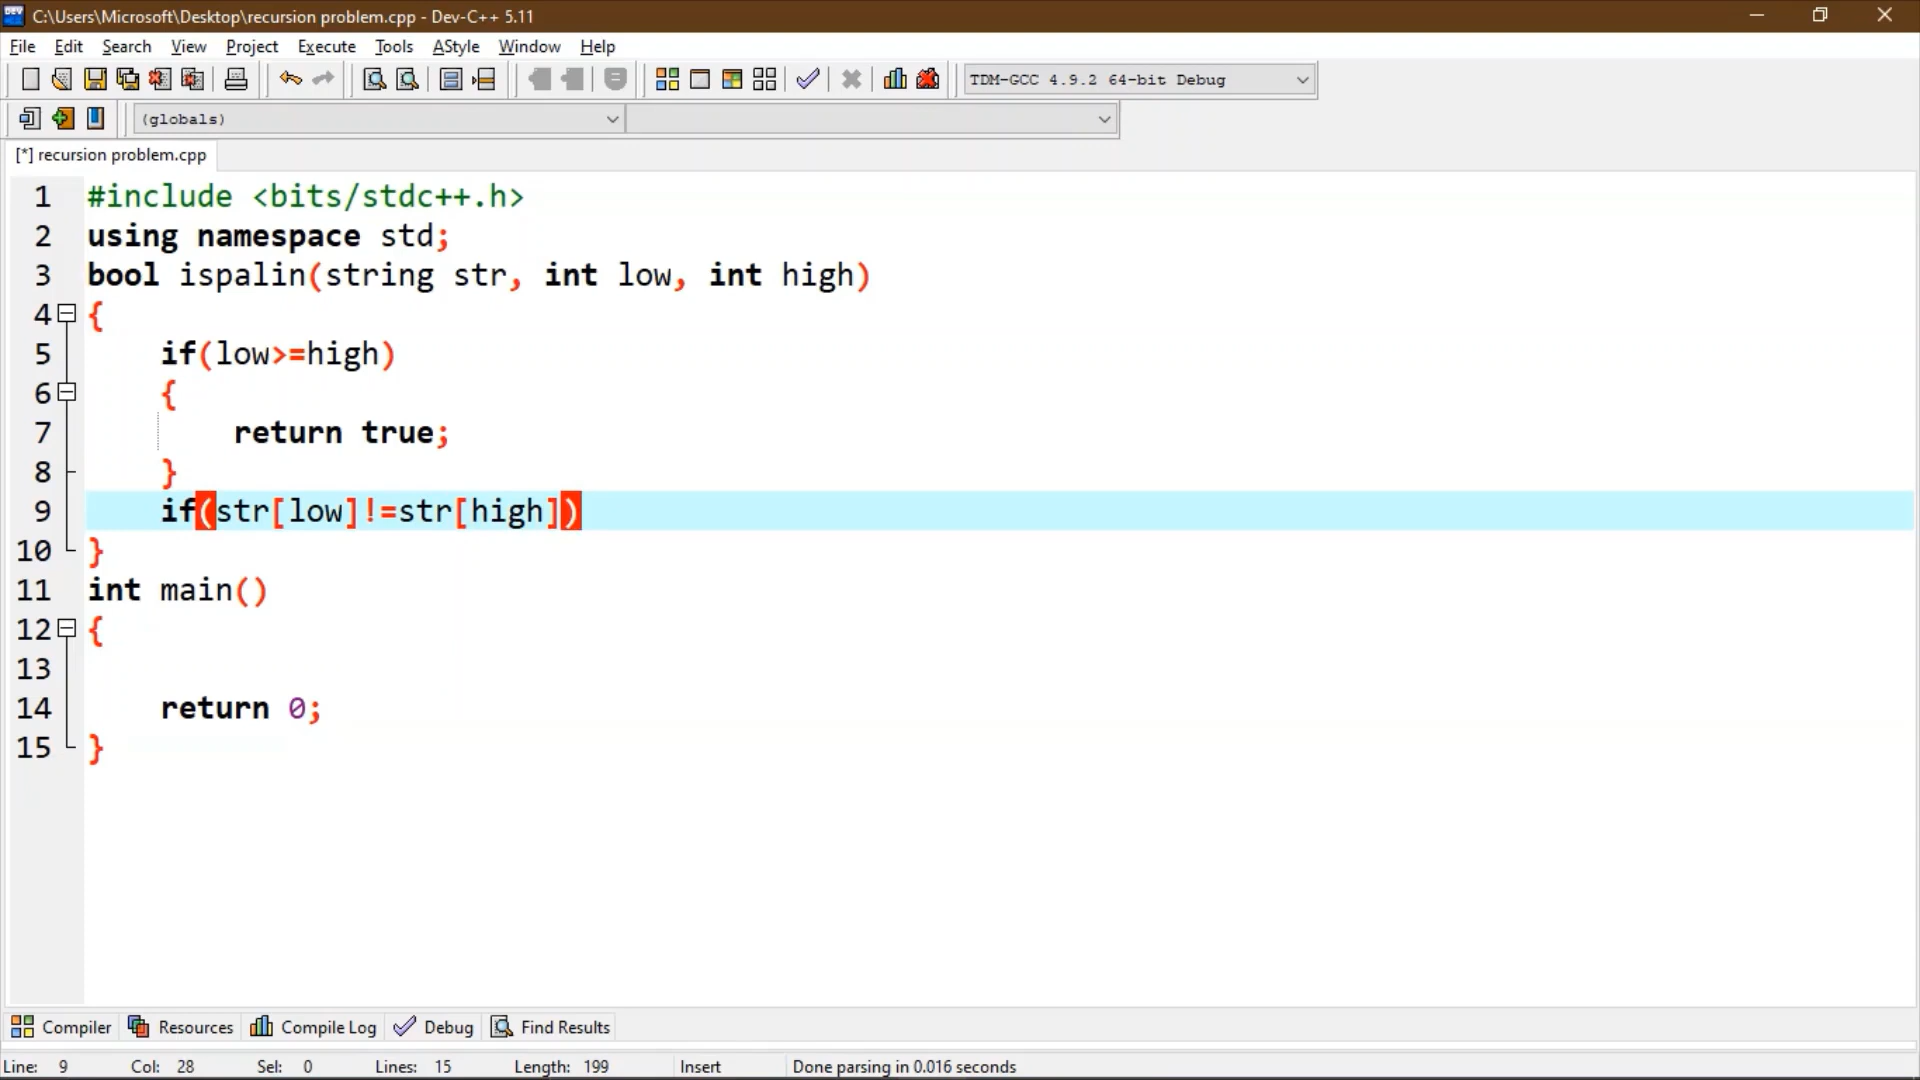 C:\Users\Microsoft\Desktop\recursion problem.cpp - Dev-C++ 5.11
File Edit Search View Project Execute Tools AStyle Window Help
TDM-GCC 4.9.2 64-bit Debug
(globals)
[*] recursion problem.cpp
1 #include <bits/stdc++.h>
2 using namespace std;
3 bool ispalin(string str, int low, int high)
4 {
5 if(low>=high)
6 {
7 return true;
8 }
9 if(str[low]!=str[high])
10 }
11 int main()
12 {
13
14 return 0;
15 }
Compiler Resources Compile Log Debug Find Results
Line: 9 Col: 28 Sel: 0 Lines: 15 Length: 199 Insert Done parsing in 0.016 seconds